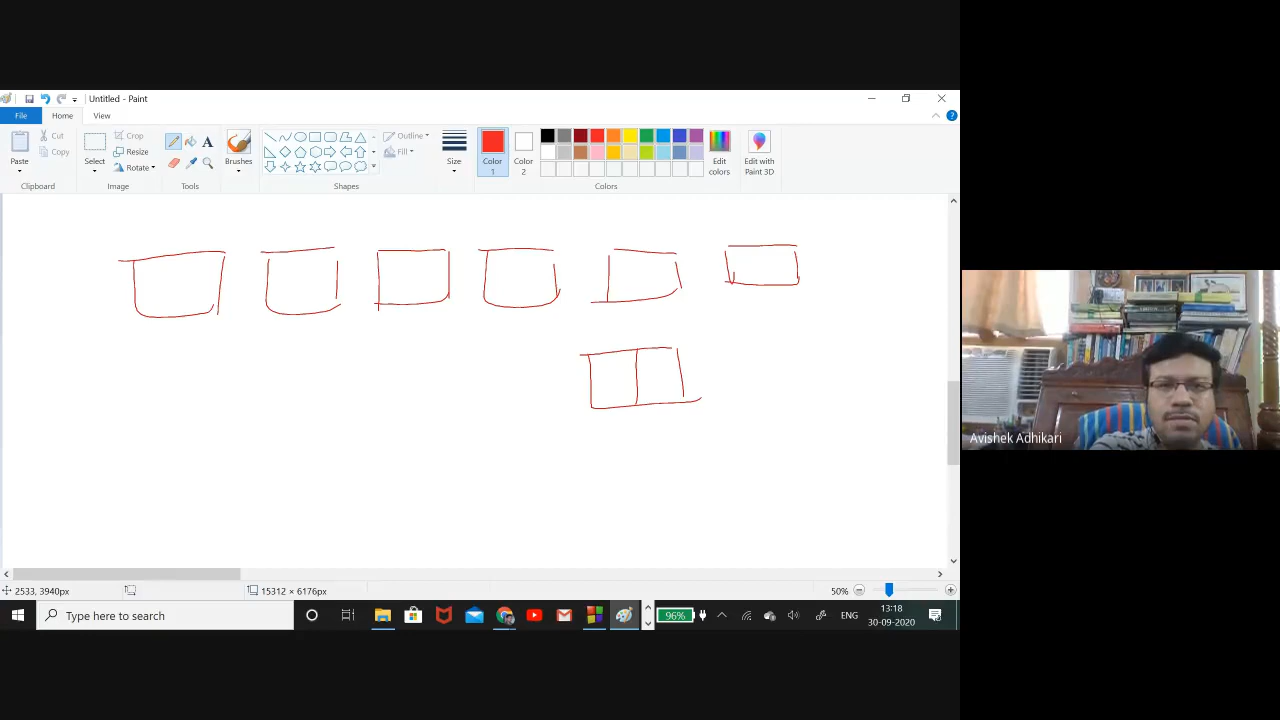 Untitled - Paint
File
Home
View
Paste
Cut
Copy
Clipboard
Select
Crop
Resize
Rotate
Image
Tools
Brushes
Shapes
Outline
Fill
Size
Color
1
Color
2
Edit
colors
Edit with
Paint 3D
Colors
Avishek Adhikari
2533, 3940px
15312 × 6176px
50%
Type here to search
96%
ENG
13:18
30-09-2020